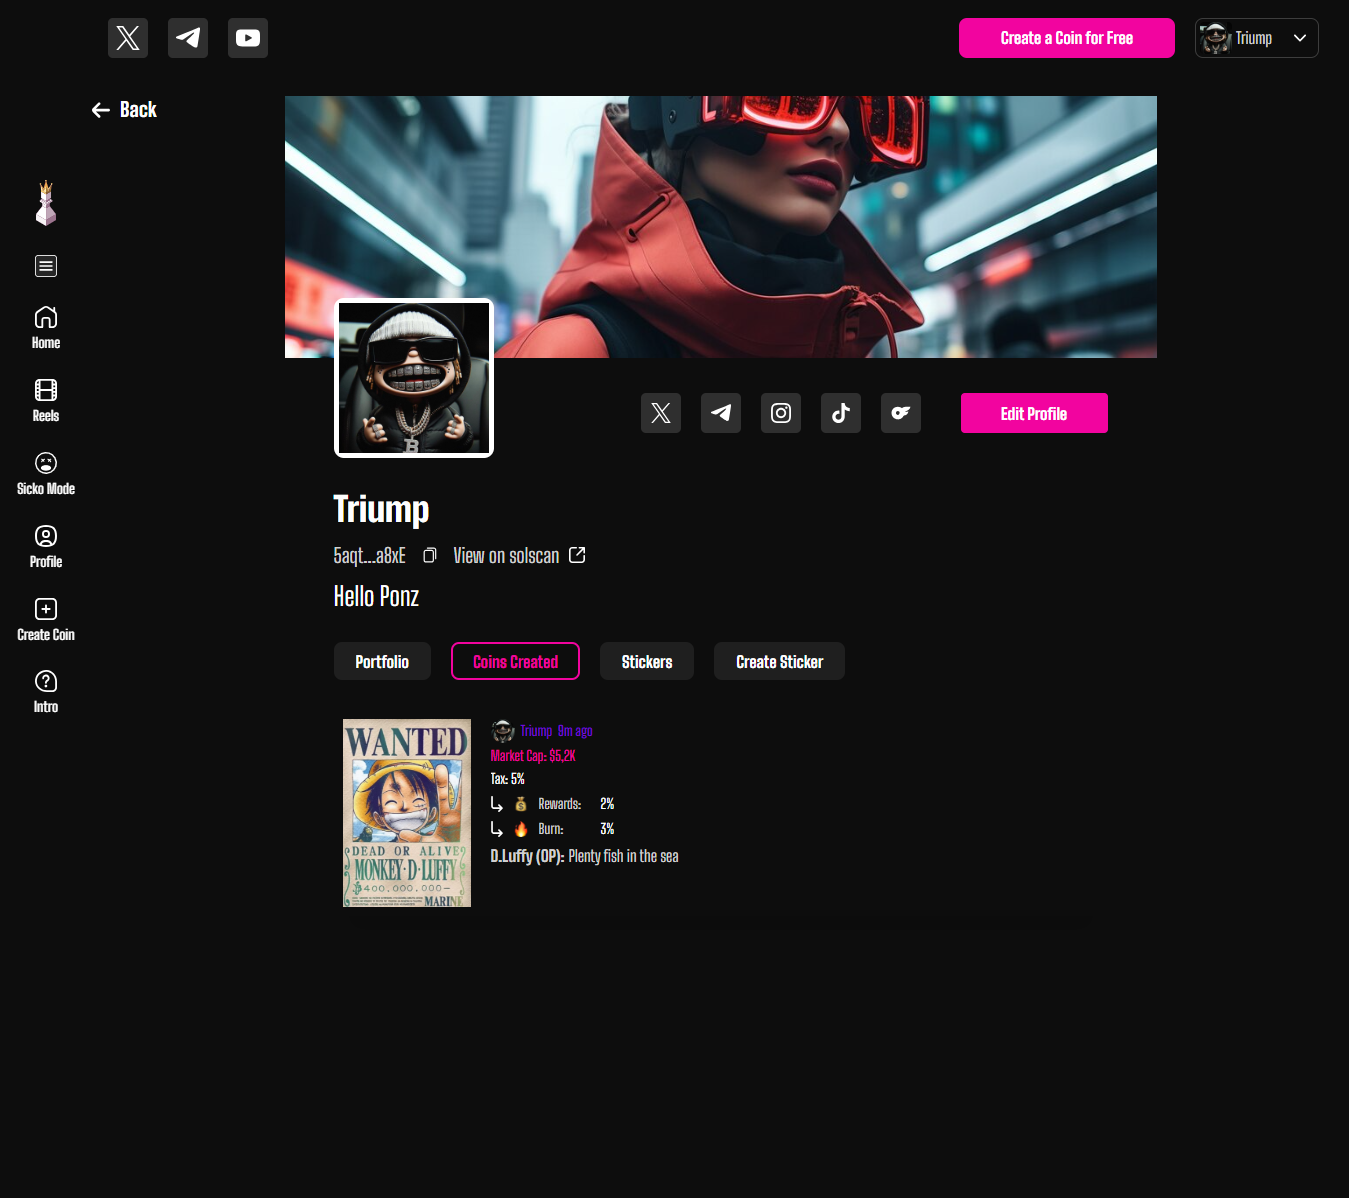 Create a Coin for Free
Triump
Back
Home
Reels
Sicko Mode
Profile
Create Coin
Intro
Edit Profile
Triump
5aqt...a8xE View on solscan
Hello Ponz
Portfolio Coins Created Stickers Create Sticker
WANTED
DEAD OR ALIVE
MONKEY·D·LUFFY
400,000,000-
MARINE
Triump 9m ago
Market Cap: $5,2K
Tax: 5%
Rewards: 2%
Burn: 3%
D.Luffy (OP): Plenty fish in the sea